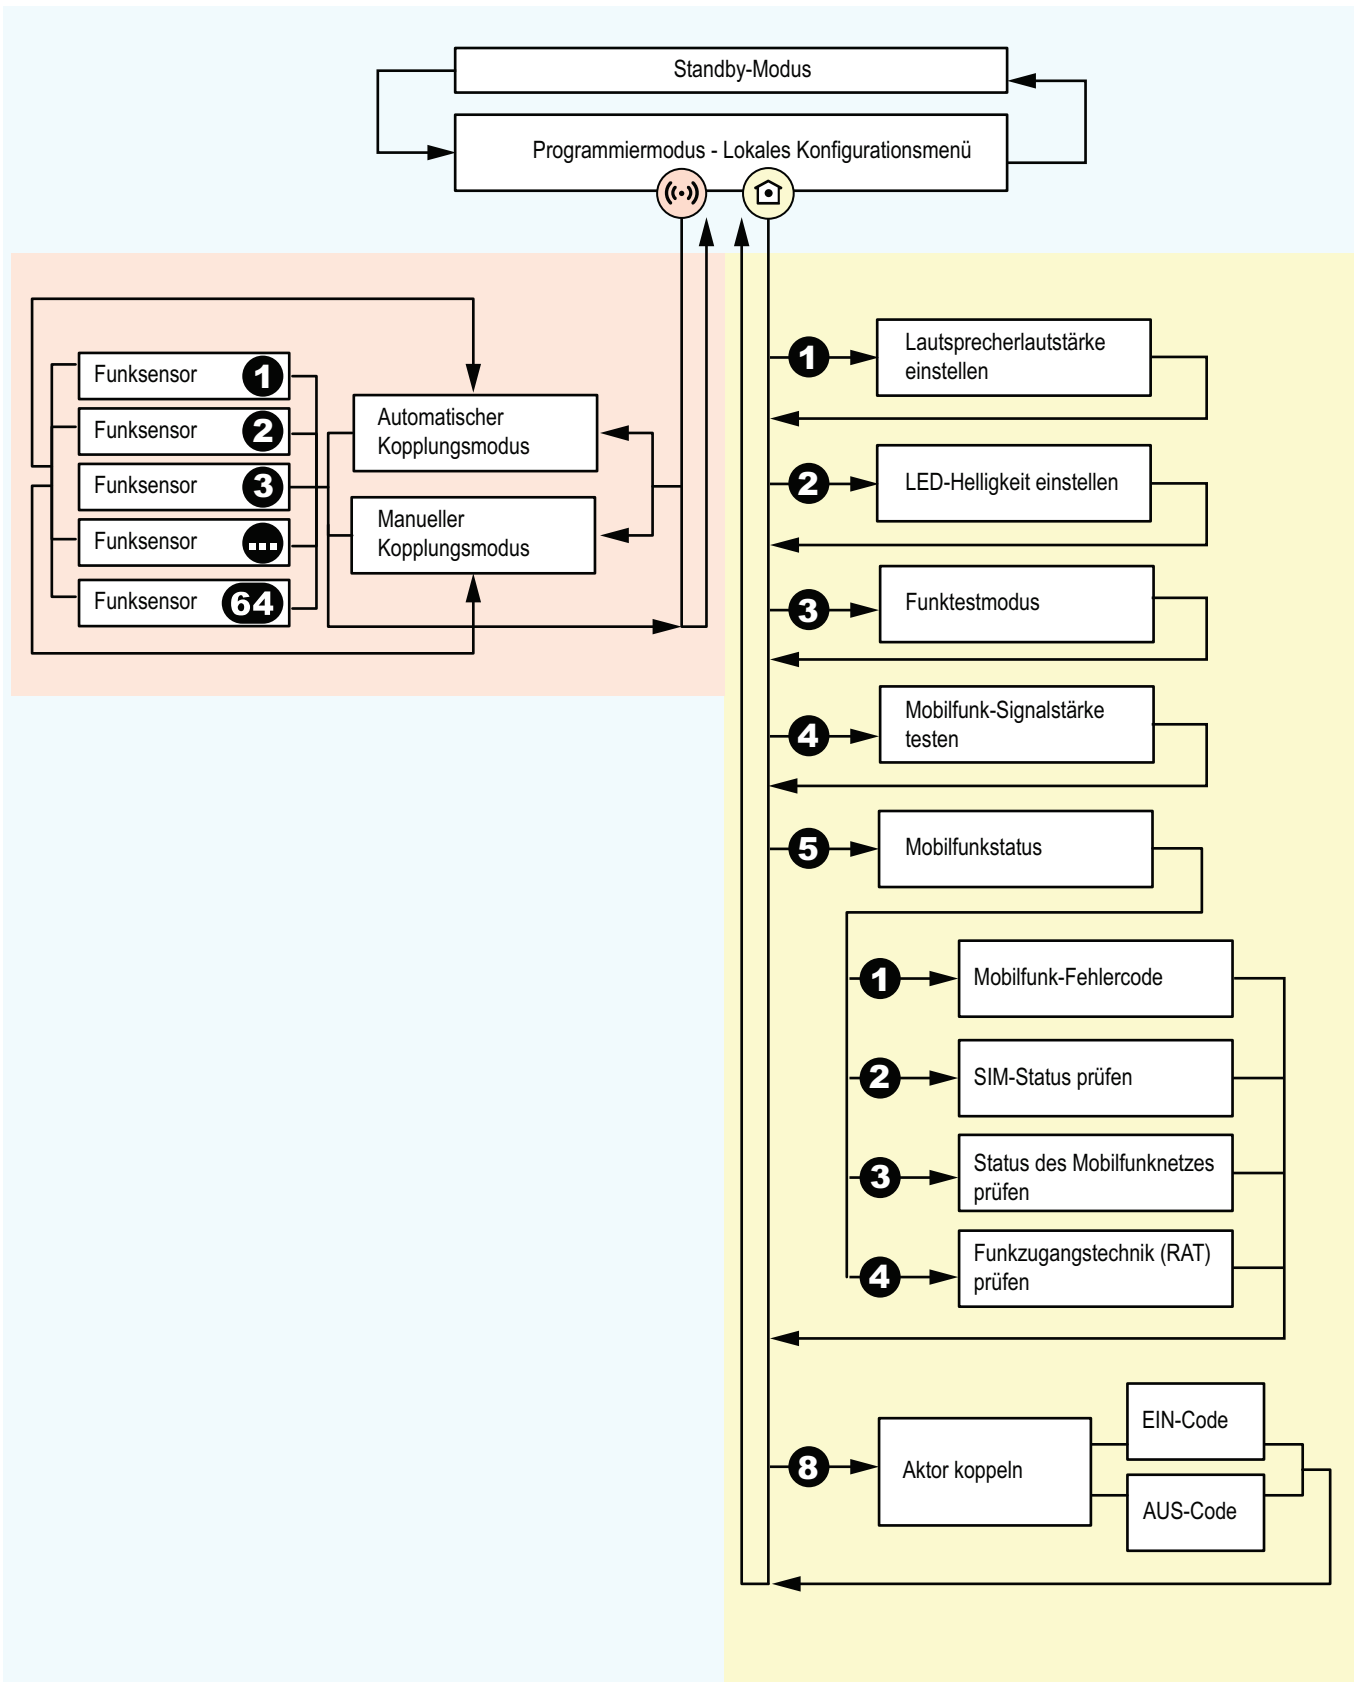 Standby-Modus
Programmiermodus - Lokales Konfigurationsmenü
Funksensor 1
Funksensor 2
Funksensor 3
Funksensor ...
Funksensor 64
Automatischer
Kopplungsmodus
Manueller
Kopplungsmodus
1 Lautsprecherlautstärke
einstellen
2 LED-Helligkeit einstellen
3 Funktestmodus
4 Mobilfunk-Signalstärke
testen
5 Mobilfunkstatus
1 Mobilfunk-Fehlercode
2 SIM-Status prüfen
3 Status des Mobilfunknetzes
prüfen
4 Funkzugangstechnik (RAT)
prüfen
8 Aktor koppeln
EIN-Code
AUS-Code